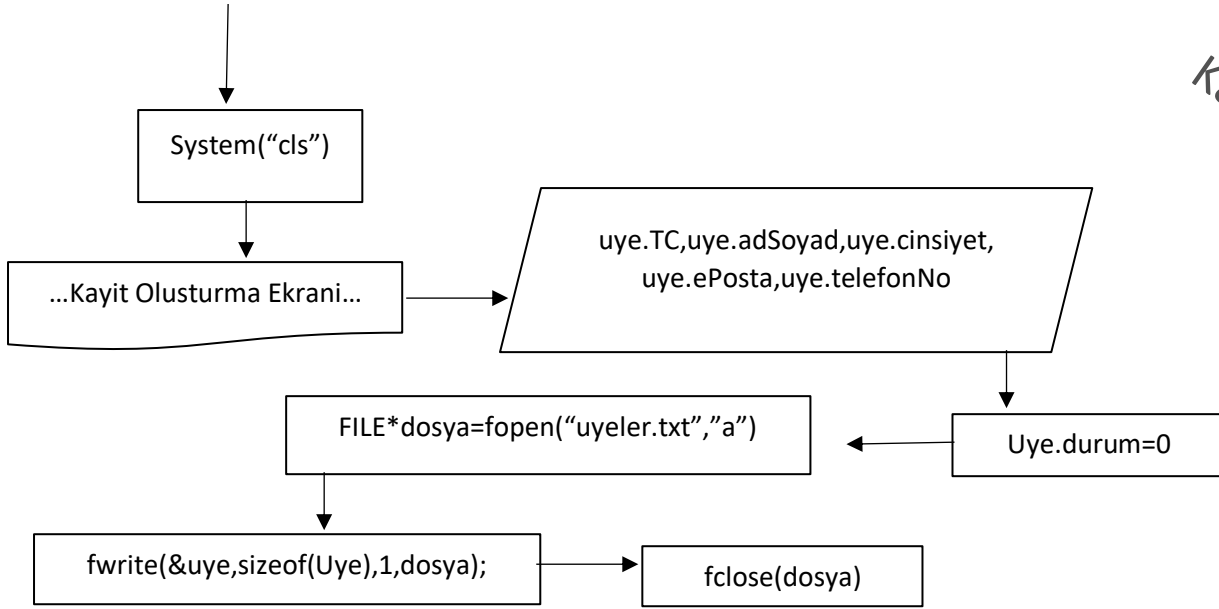 System(“cls”)
...Kayit Olusturma Ekrani...
uye.TC,uye.adSoyad,uye.cinsiyet,
uye.ePosta,uye.telefonNo
Uye.durum=0
FILE*dosya=fopen(“uyeler.txt”,”a”)
fwrite(&uye,sizeof(Uye),1,dosya);
fclose(dosya)